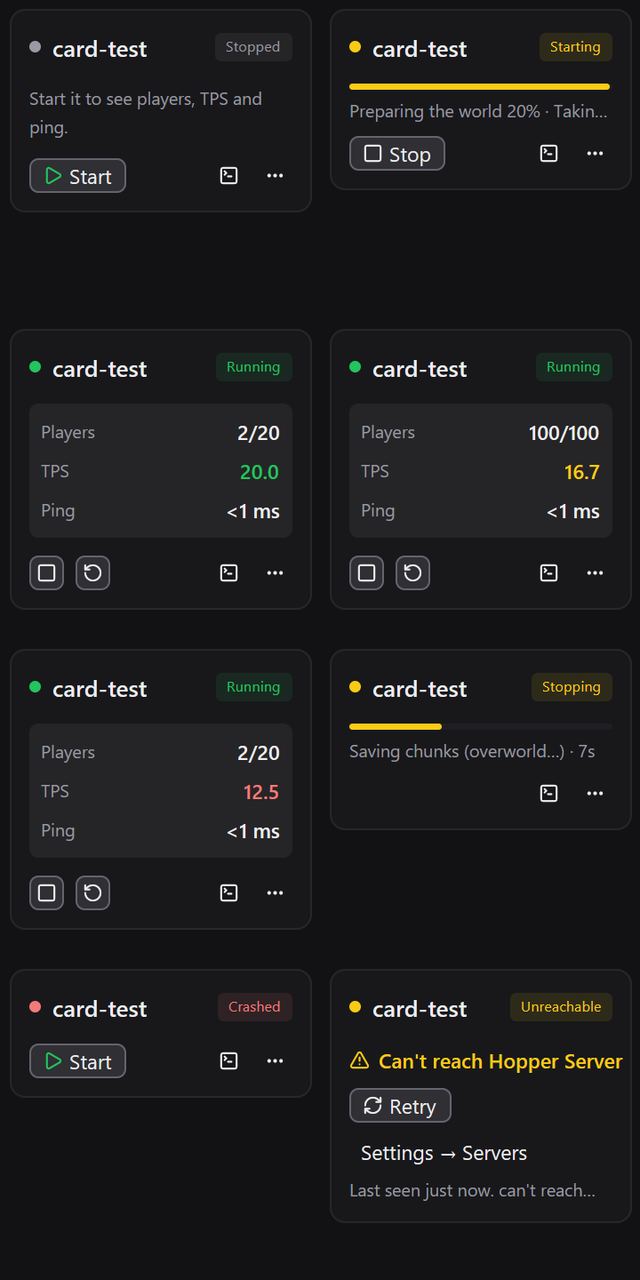 card-test Stopped
Start it to see players, TPS and
ping.
Start
card-test Starting
Preparing the world 20% · Takin…
Stop
card-test Running
Players 2/20
TPS 20.0
Ping <1 ms
card-test Running
Players 100/100
TPS 16.7
Ping <1 ms
card-test Running
Players 2/20
TPS 12.5
Ping <1 ms
card-test Stopping
Saving chunks (overworld…) · 7s
card-test Crashed
Start
card-test Unreachable
Can't reach Hopper Server
Retry
Settings → Servers
Last seen just now. can't reach…